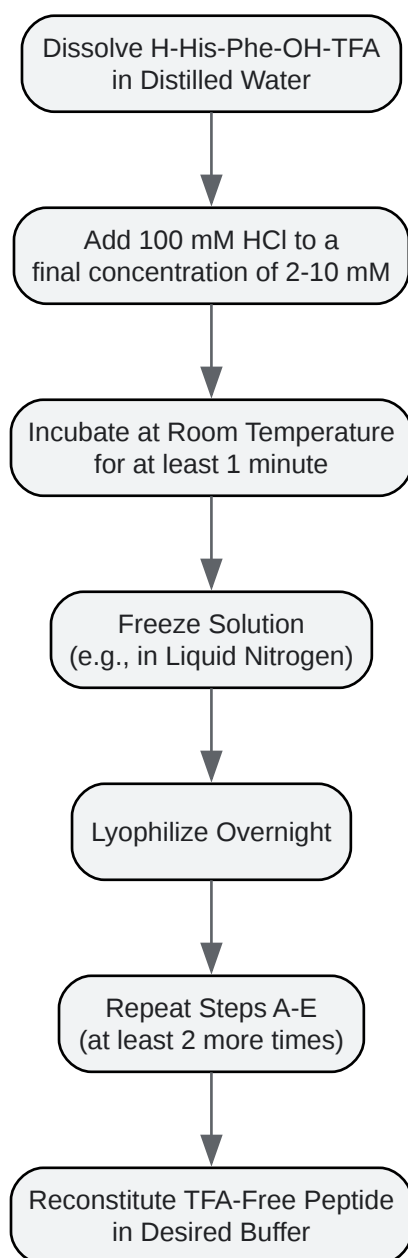 Dissolve H-His-Phe-OH-TFA
in Distilled Water
Add 100 mM HCl to a
final concentration of 2-10 mM
Incubate at Room Temperature
for at least 1 minute
Freeze Solution
(e.g., in Liquid Nitrogen)
Lyophilize Overnight
Repeat Steps A-E
(at least 2 more times)
Reconstitute TFA-Free Peptide
in Desired Buffer